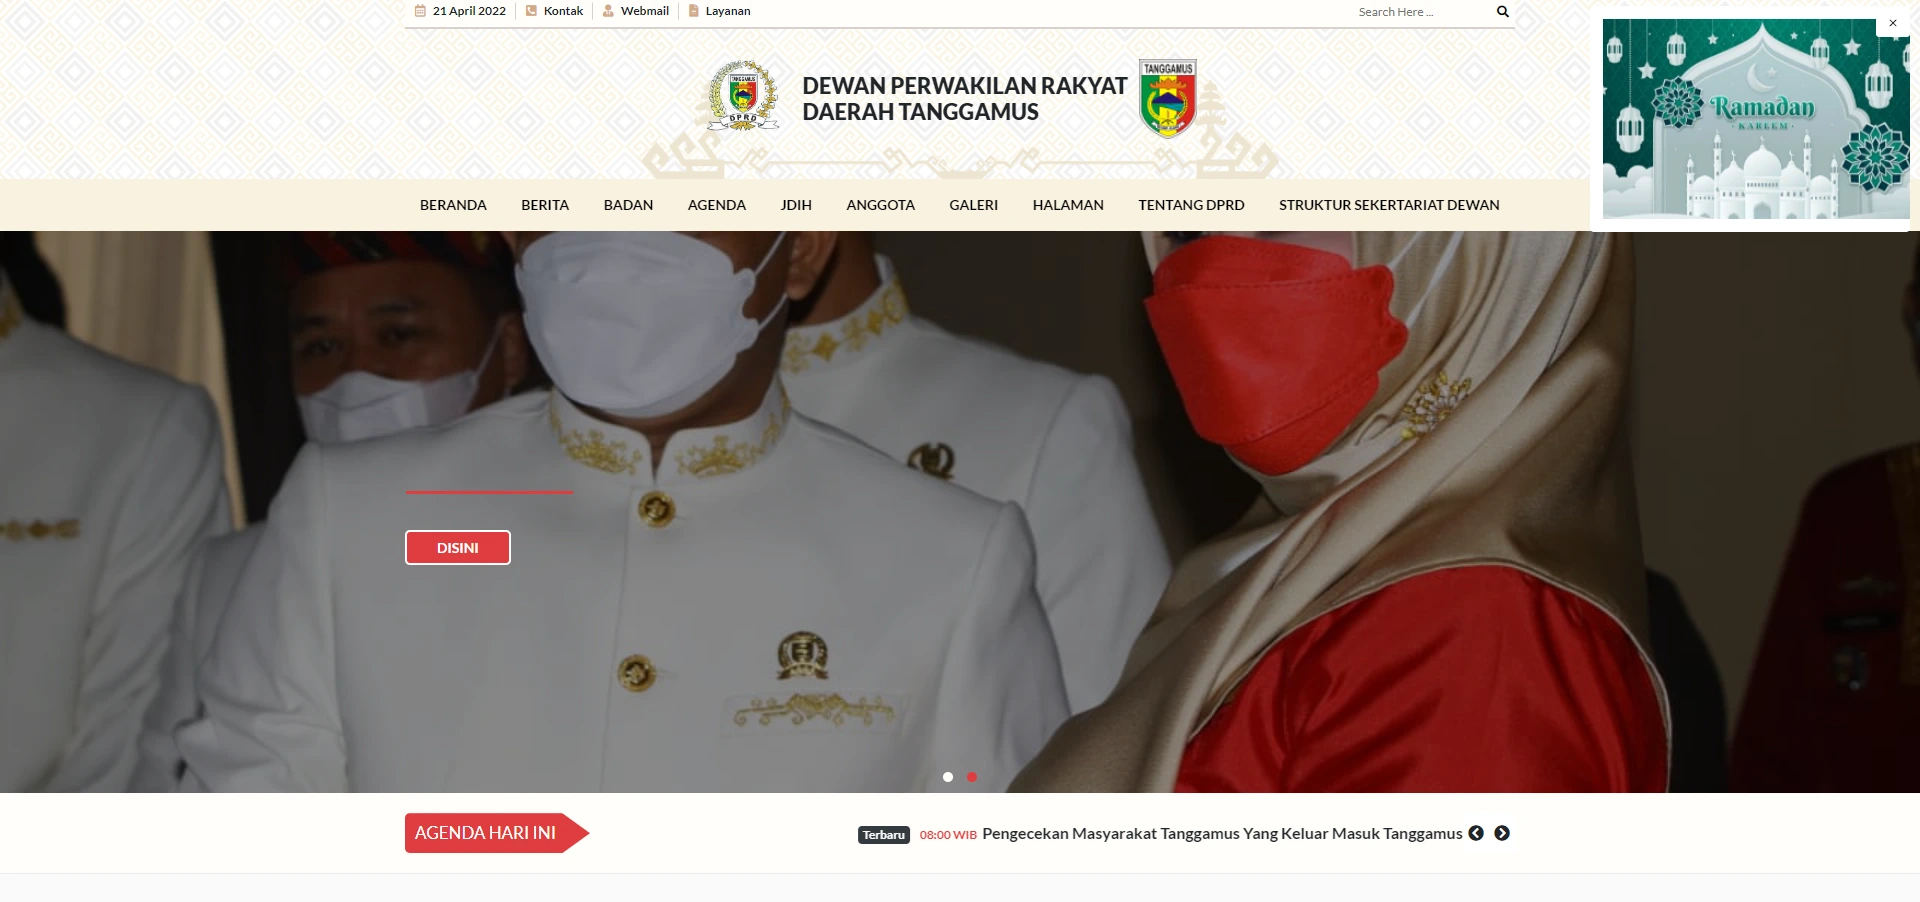 21 April 2022
Kontak
Webmail
Layanan
Search Here ...
×
TANGGAMUS
DPRD
DEWAN PERWAKILAN RAKYAT
DAERAH TANGGAMUS
TANGGAMUS
Ramadan
KAREEM
BERANDA
BERITA
BADAN
AGENDA
JDIH
ANGGOTA
GALERI
HALAMAN
TENTANG DPRD
STRUKTUR SEKERTARIAT DEWAN
DISINI
AGENDA HARI INI
Terbaru 08:00 WIB Pengecekan Masyarakat Tanggamus Yang Keluar Masuk Tanggamus